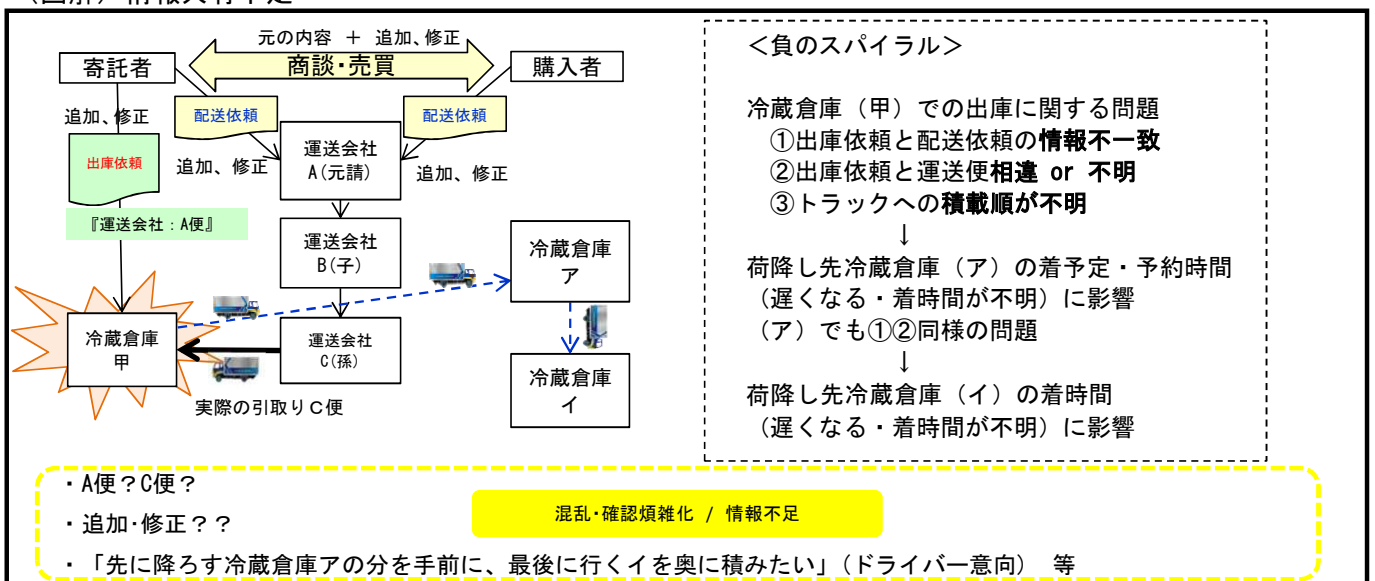 元の内容 ＋ 追加、修正
寄託者
商談・売買
購入者
追加、修正
配送依頼
配送依頼
出庫依頼
追加、修正
運送会社
A(元請)
追加、修正
『運送会社：A便』
運送会社
B(子)
冷蔵倉庫
ア
冷蔵倉庫
甲
運送会社
C(孫)
冷蔵倉庫
イ
実際の引取りＣ便
＜負のスパイラル＞
冷蔵倉庫（甲）での出庫に関する問題
①出庫依頼と配送依頼の情報不一致
②出庫依頼と運送便相違 or 不明
③トラックへの積載順が不明
↓
荷降し先冷蔵倉庫（ア）の着予定・予約時間
（遅くなる・着時間が不明）に影響
（ア）でも①②同様の問題
↓
荷降し先冷蔵倉庫（イ）の着時間
（遅くなる・着時間が不明）に影響
・A便？C便？
・追加・修正？？
混乱・確認煩雑化 / 情報不足
・「先に降ろす冷蔵倉庫アの分を手前に、最後に行くイを奥に積みたい」（ドライバー意向） 等